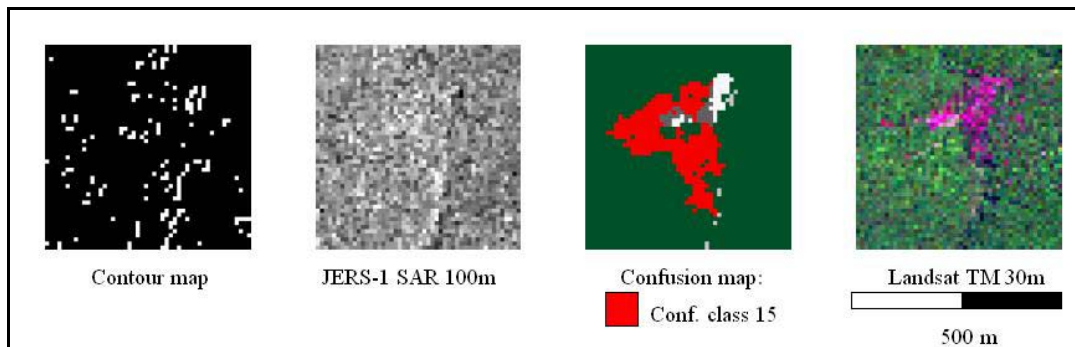 Contour map
JERS-1 SAR 100m
Confusion map:
Conf. class 15
Landsat TM 30m
500 m